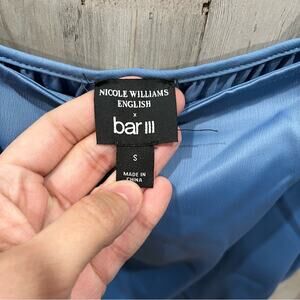 NICOLE WILLIAMS
ENGLISH
x
bar III
S
MADE IN
CHINA